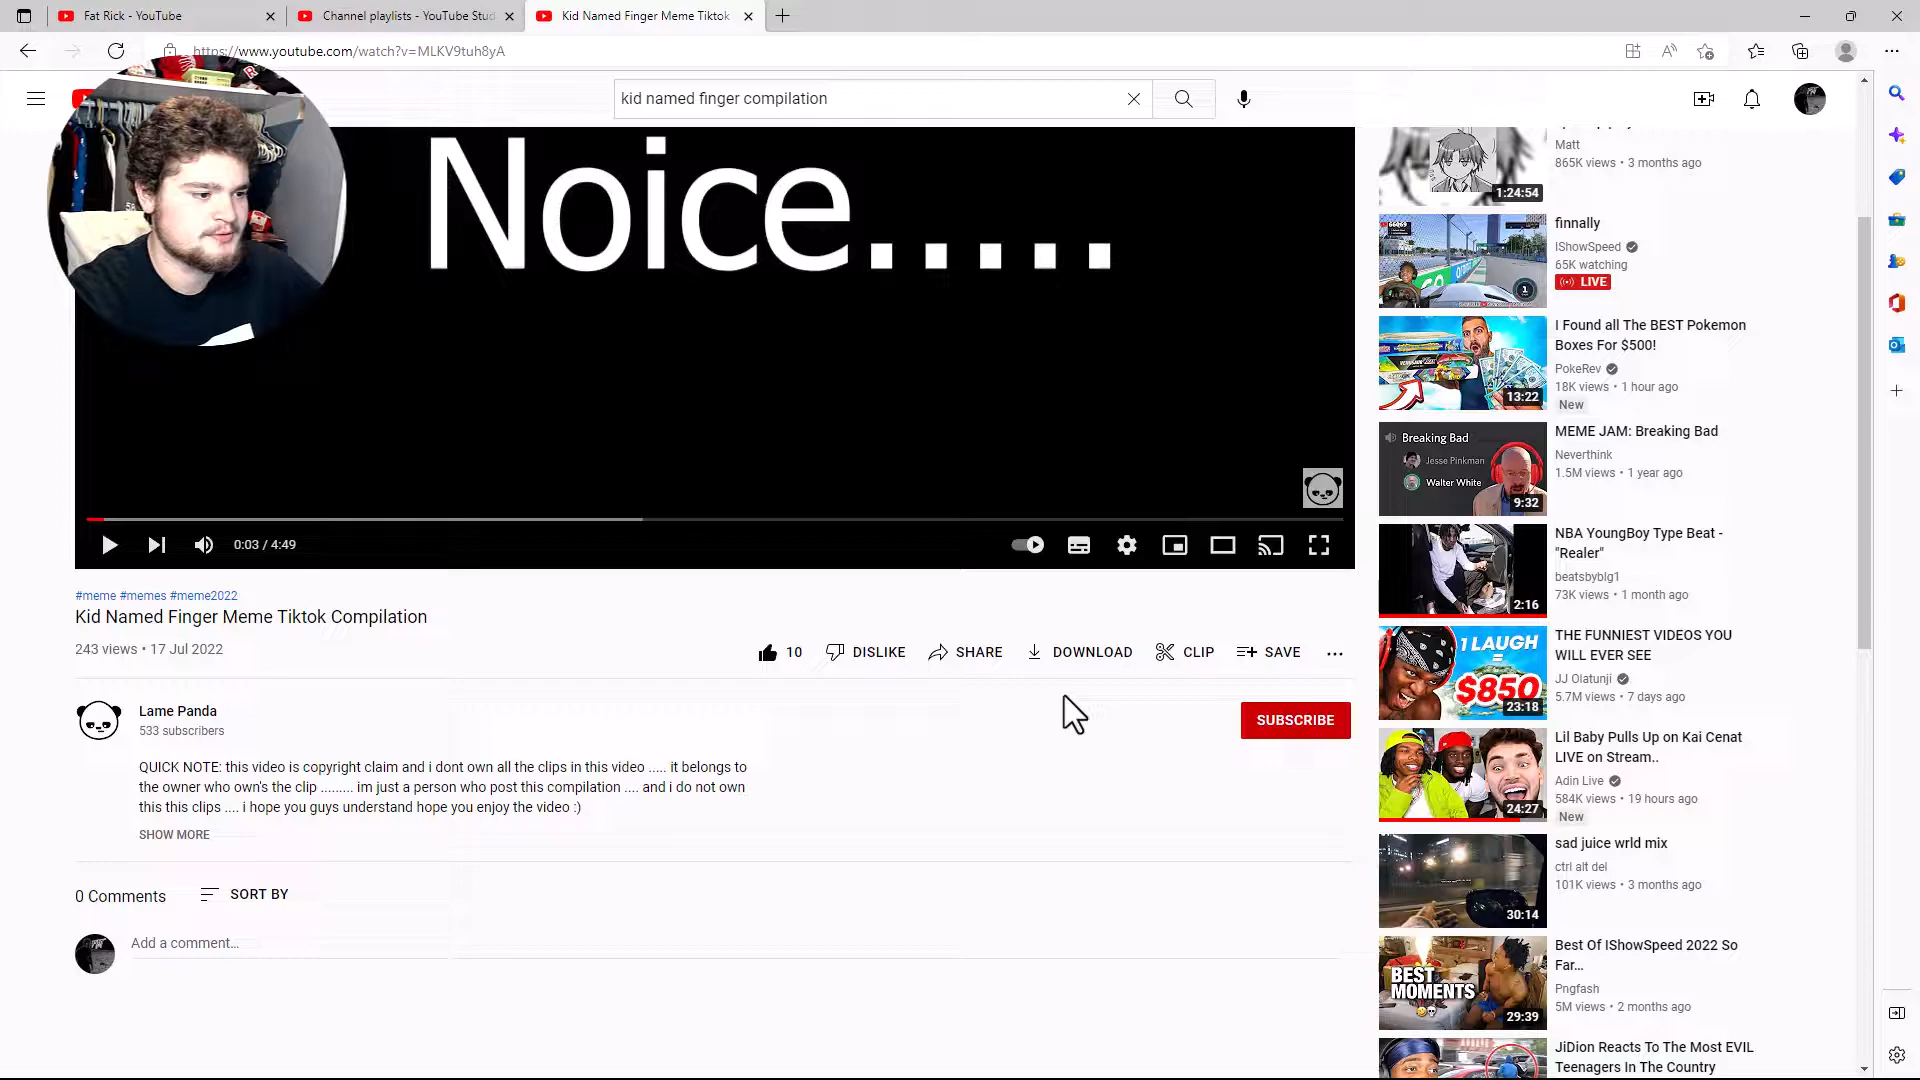 Fat Rick - YouTube
Channel playlists - YouTube Stud
Kid Named Finger Meme Tiktok
https://www.youtube.com/watch?v=MLKV9tuh8yA
kid named finger compilation
Noice.....
0:03 / 4:49
#meme #memes #meme2022
Kid Named Finger Meme Tiktok Compilation
243 views • 17 Jul 2022
10
DISLIKE
SHARE
DOWNLOAD
CLIP
SAVE
Lame Panda
533 subscribers
SUBSCRIBE
QUICK NOTE: this video is copyright claim and i dont own all the clips in this video ..... it belongs to
the owner who own's the clip ......... im just a person who post this compilation .... and i do not own
this this clips .... i hope you guys understand hope you enjoy the video :)
SHOW MORE
0 Comments
SORT BY
Add a comment...
Matt
865K views • 3 months ago
1:24:54
finnally
IShowSpeed
65K watching
LIVE
I Found all The BEST Pokemon
Boxes For $500!
PokeRev
18K views • 1 hour ago
New
13:22
MEME JAM: Breaking Bad
Neverthink
1.5M views • 1 year ago
Breaking Bad
Jesse Pinkman
Walter White
9:32
NBA YoungBoy Type Beat -
"Realer"
beatsbyblg1
73K views • 1 month ago
2:16
THE FUNNIEST VIDEOS YOU
WILL EVER SEE
JJ Olatunji
5.7M views • 7 days ago
1 LAUGH
=
$850
23:18
Lil Baby Pulls Up on Kai Cenat
LIVE on Stream..
Adin Live
584K views • 19 hours ago
New
24:27
sad juice wrld mix
ctrl alt del
101K views • 3 months ago
30:14
Best Of IShowSpeed 2022 So
Far...
Pngfash
5M views • 2 months ago
BEST
MOMENTS
29:39
JiDion Reacts To The Most EVIL
Teenagers In The Country